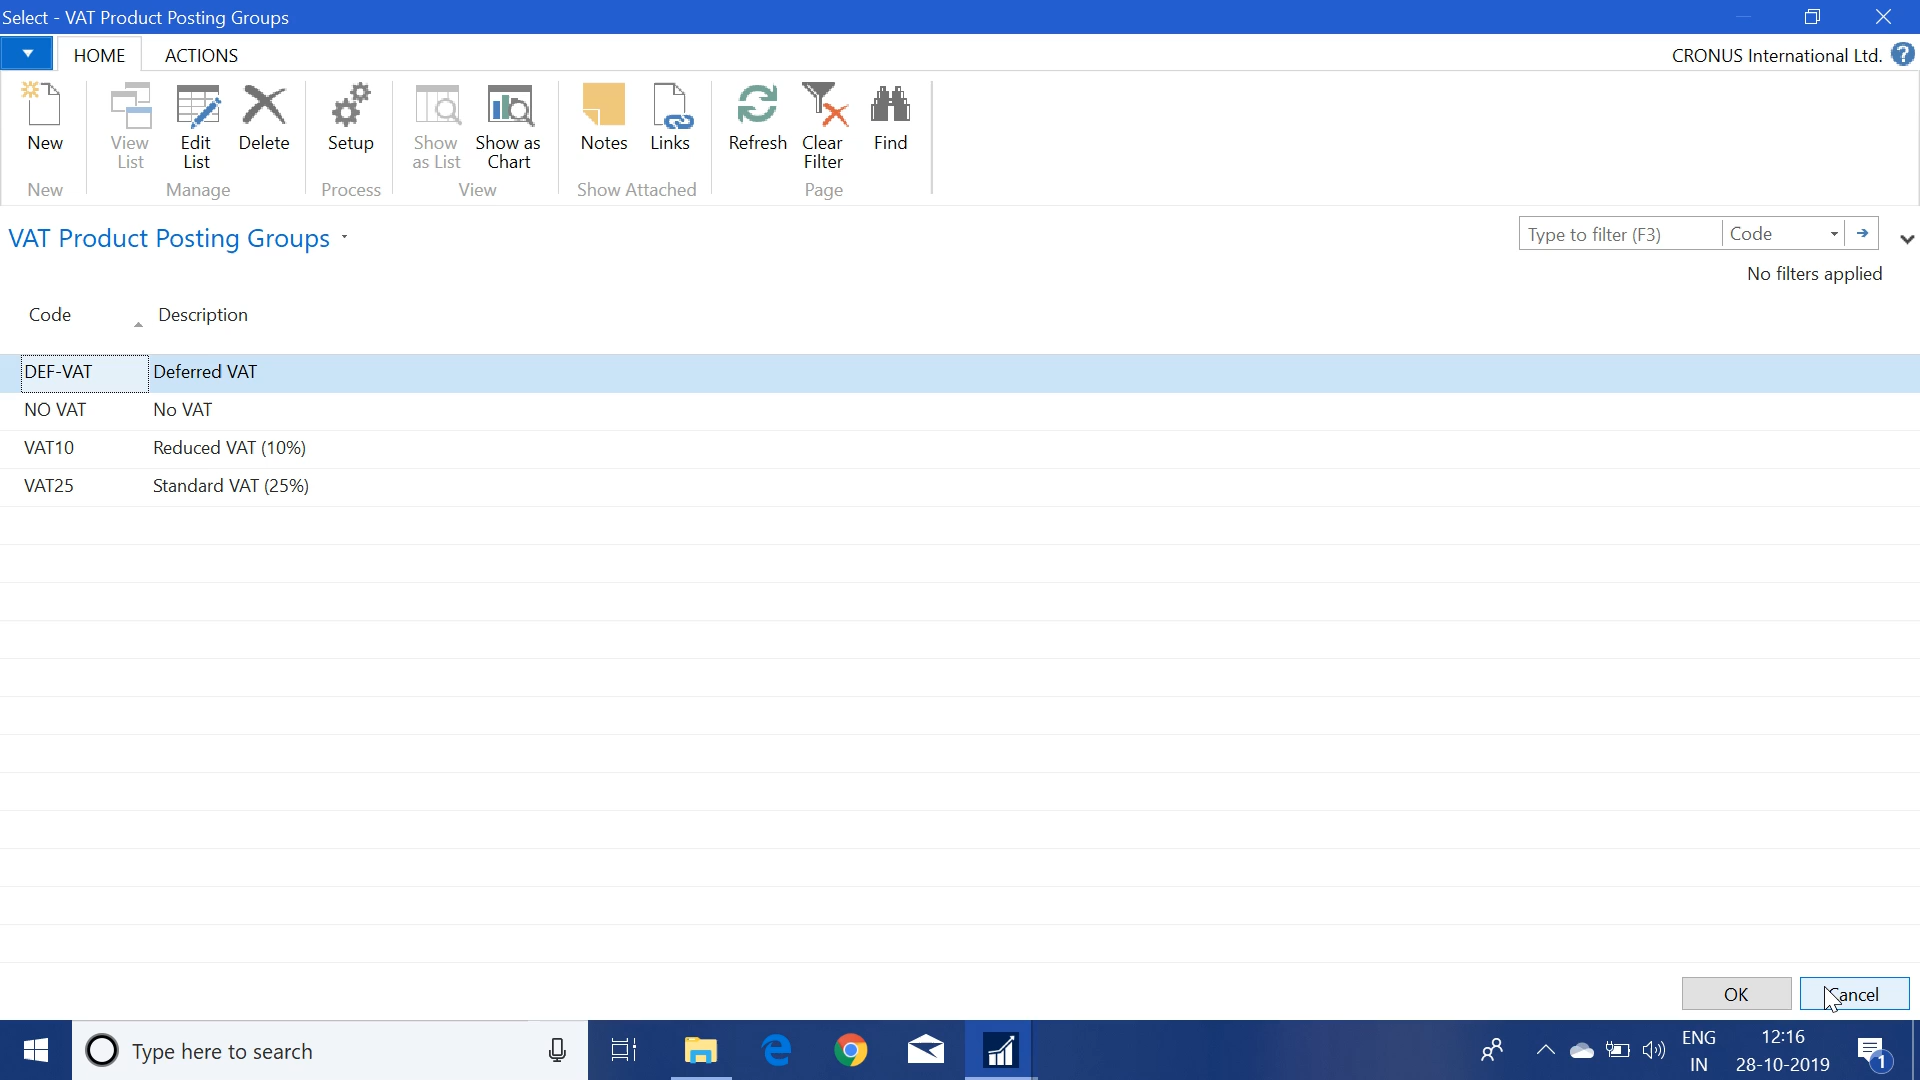 Select - VAT Product Posting Groups
HOME ACTIONS CRONUS International Ltd. ?
New View List Edit List Delete Setup Show as List Show as Chart Notes Links Refresh Clear Filter Find
New Manage Process View Show Attached Page
VAT Product Posting Groups Type to filter (F3) Code
No filters applied
Code Description
DEF-VAT Deferred VAT
NO VAT No VAT
VAT10 Reduced VAT (10%)
VAT25 Standard VAT (25%)
OK Cancel
Type here to search ENG 12:16
IN 28-10-2019 1